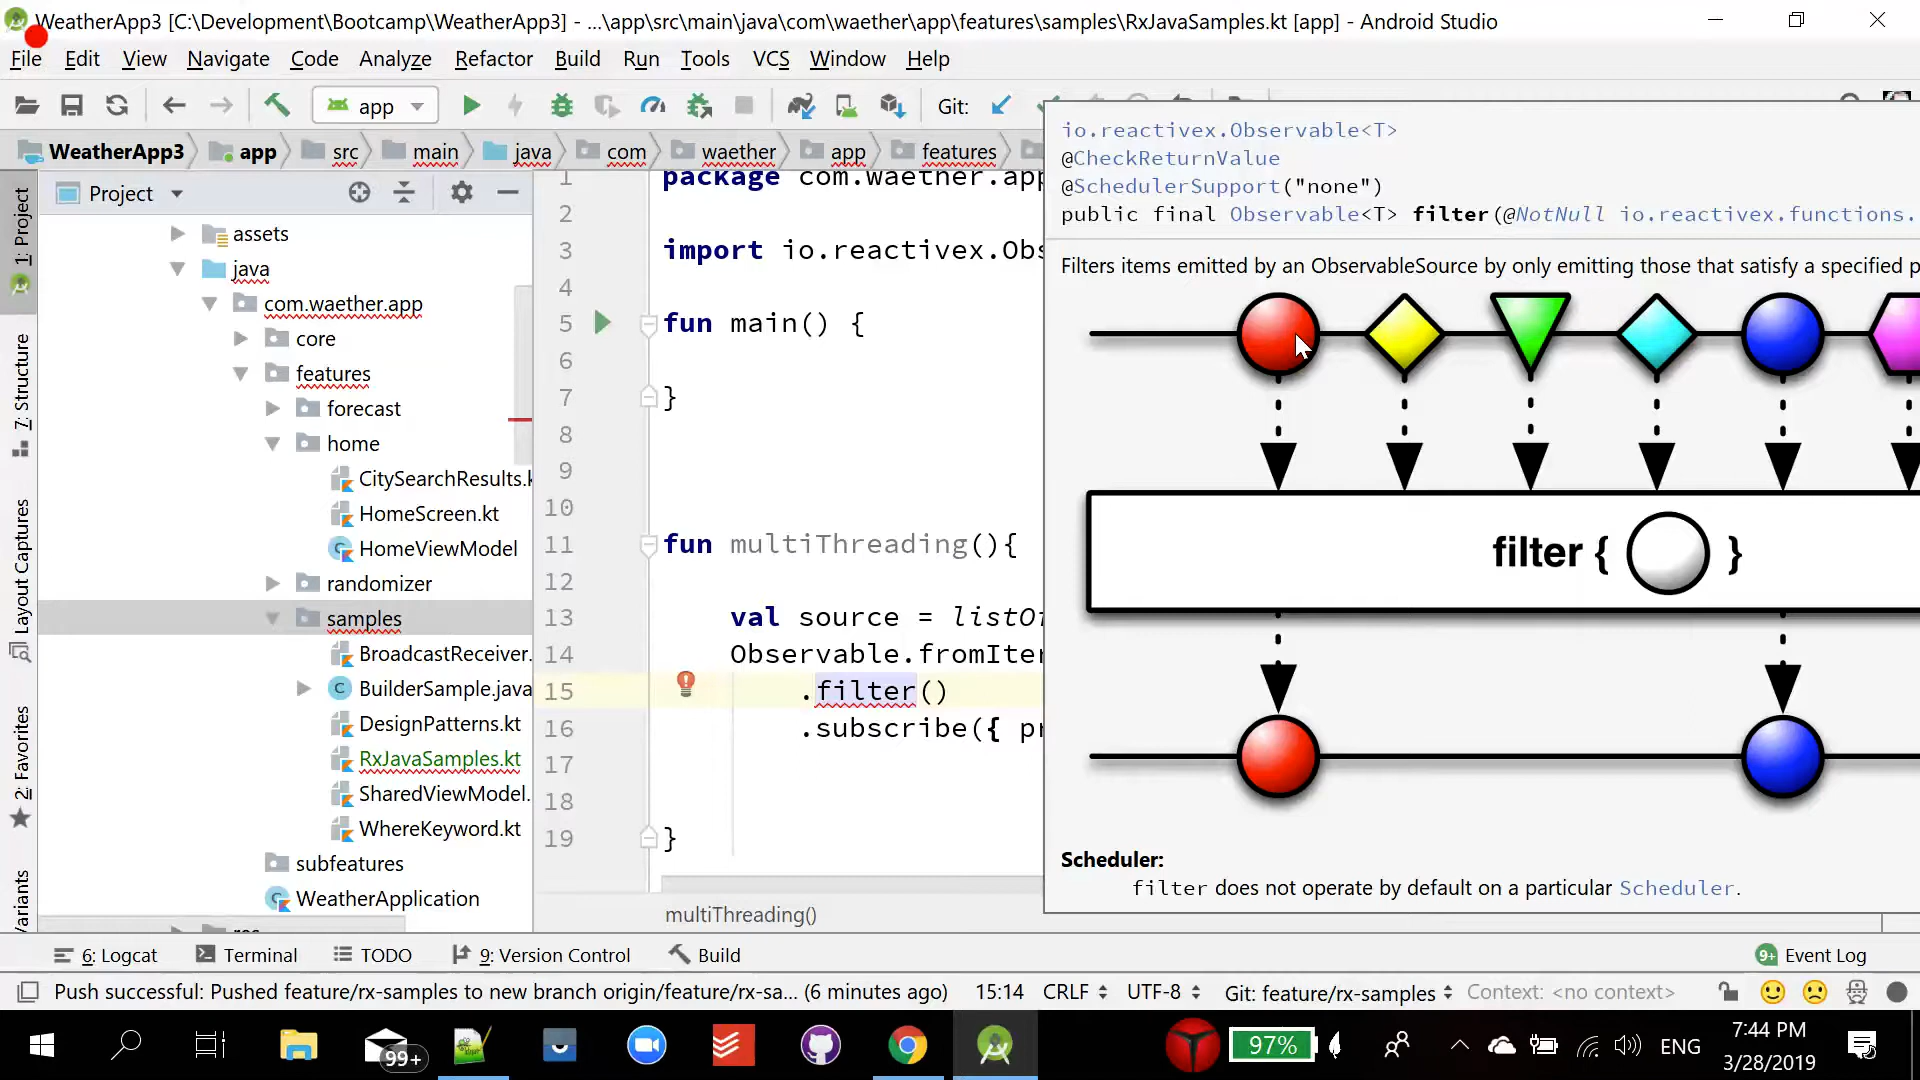 WeatherApp3 [C:\Development\Bootcamp\WeatherApp3] - ...\app\src\main\java\com\waether\app\features\samples\RxJavaSamples.kt [app] - Android Studio
File Edit View Navigate Code Analyze Refactor Build Run Tools VCS Window Help
app Git:
WeatherApp3 app src main java com waether app features
1: Project
7: Structure
Layout Captures
2: Favorites
Project
assets
java
com.waether.app
core
features
forecast
home
CitySearchResults.k
HomeScreen.kt
HomeViewModel
randomizer
samples
BroadcastReceiver.
BuilderSample.java
DesignPatterns.kt
RxJavaSamples.kt
SharedViewModel.
WhereKeyword.kt
subfeatures
WeatherApplication
1 package com.waether.app
2
3 import io.reactivex.Obs
4
5 fun main() {
6
7 }
8
9
10
11 fun multiThreading(){
12
13 val source = listOf
14 Observable.fromIter
15 .filter()
16 .subscribe({ pr
17
18
19 }
multiThreading()
io.reactivex.Observable<T>
@CheckReturnValue
@SchedulerSupport("none")
public final Observable<T> filter(@NotNull io.reactivex.functions.
Filters items emitted by an ObservableSource by only emitting those that satisfy a specified p
filter { }
Scheduler:
filter does not operate by default on a particular Scheduler.
6: Logcat Terminal TODO 9: Version Control Build 9+ Event Log
Push successful: Pushed feature/rx-samples to new branch origin/feature/rx-sa... (6 minutes ago) 15:14 CRLF UTF-8 Git: feature/rx-samples Context: <no context>
99+ 97% ENG 7:44 PM
3/28/2019